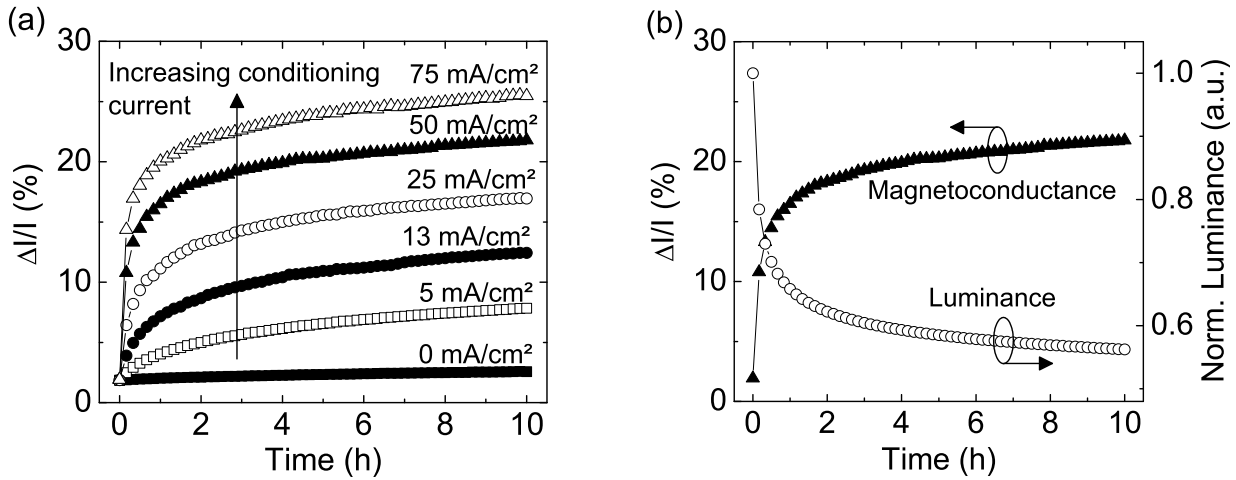 (a)
30
20
10
0
ΔI/I (%)
0 2 4 6 8 10
Time (h)
Increasing conditioning
current
75 mA/cm²
50 mA/cm²
25 mA/cm²
13 mA/cm²
5 mA/cm²
0 mA/cm²
(b)
30
20
10
0
ΔI/I (%)
0 2 4 6 8 10
Time (h)
Magnetoconductance
Luminance
1.0
0.8
0.6
Norm. Luminance (a.u.)